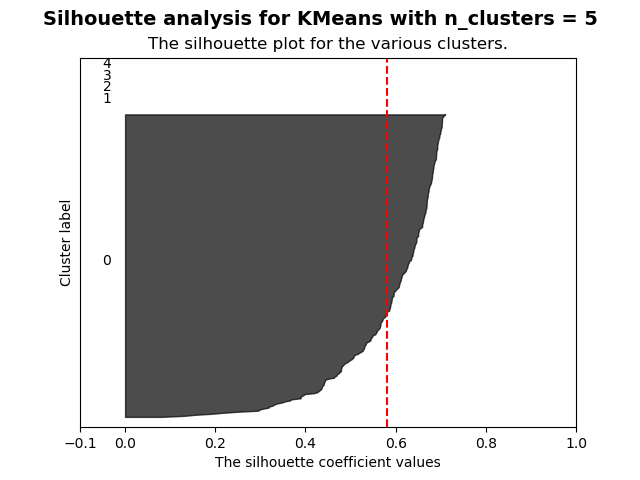 Silhouette analysis for KMeans with n_clusters = 5
The silhouette plot for the various clusters.
4
3
2
1
0
Cluster label
−0.1 0.0 0.2 0.4 0.6 0.8 1.0
The silhouette coefficient values